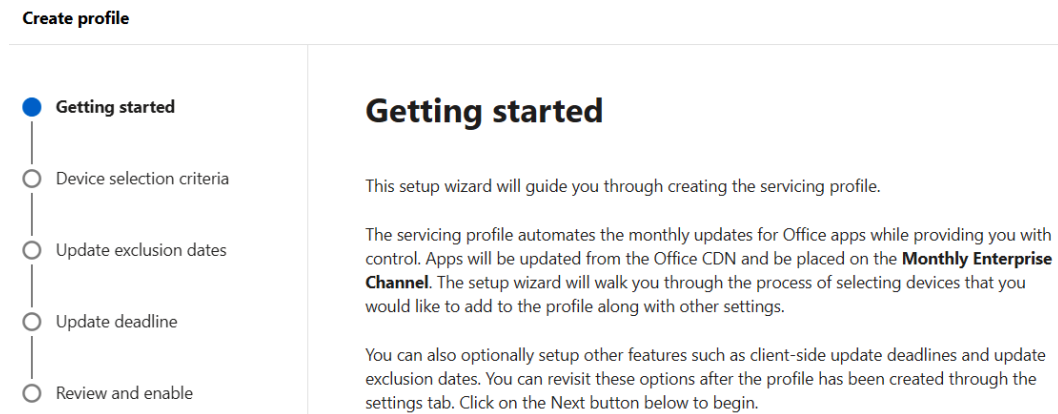 Create profile
Getting started
Device selection criteria
Update exclusion dates
Update deadline
Review and enable
Getting started
This setup wizard will guide you through creating the servicing profile.
The servicing profile automates the monthly updates for Office apps while providing you with
control. Apps will be updated from the Office CDN and be placed on the Monthly Enterprise
Channel. The setup wizard will walk you through the process of selecting devices that you
would like to add to the profile along with other settings.
You can also optionally setup other features such as client-side update deadlines and update
exclusion dates. You can revisit these options after the profile has been created through the
settings tab. Click on the Next button below to begin.